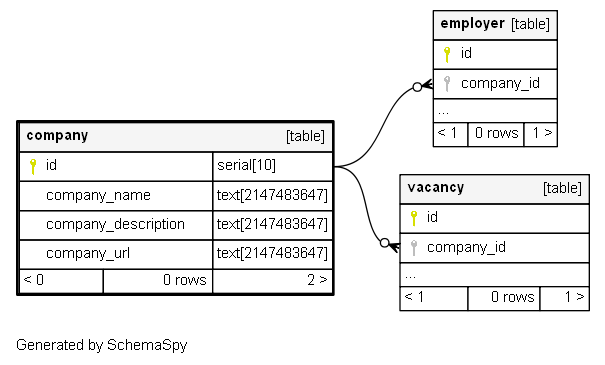 employer [table]
id
company_id
...
< 1 0 rows 1 >
company [table]
id serial[10]
company_name text[2147483647]
company_description text[2147483647]
company_url text[2147483647]
< 0 0 rows 2 >
vacancy [table]
id
company_id
...
< 1 0 rows 1 >
Generated by SchemaSpy